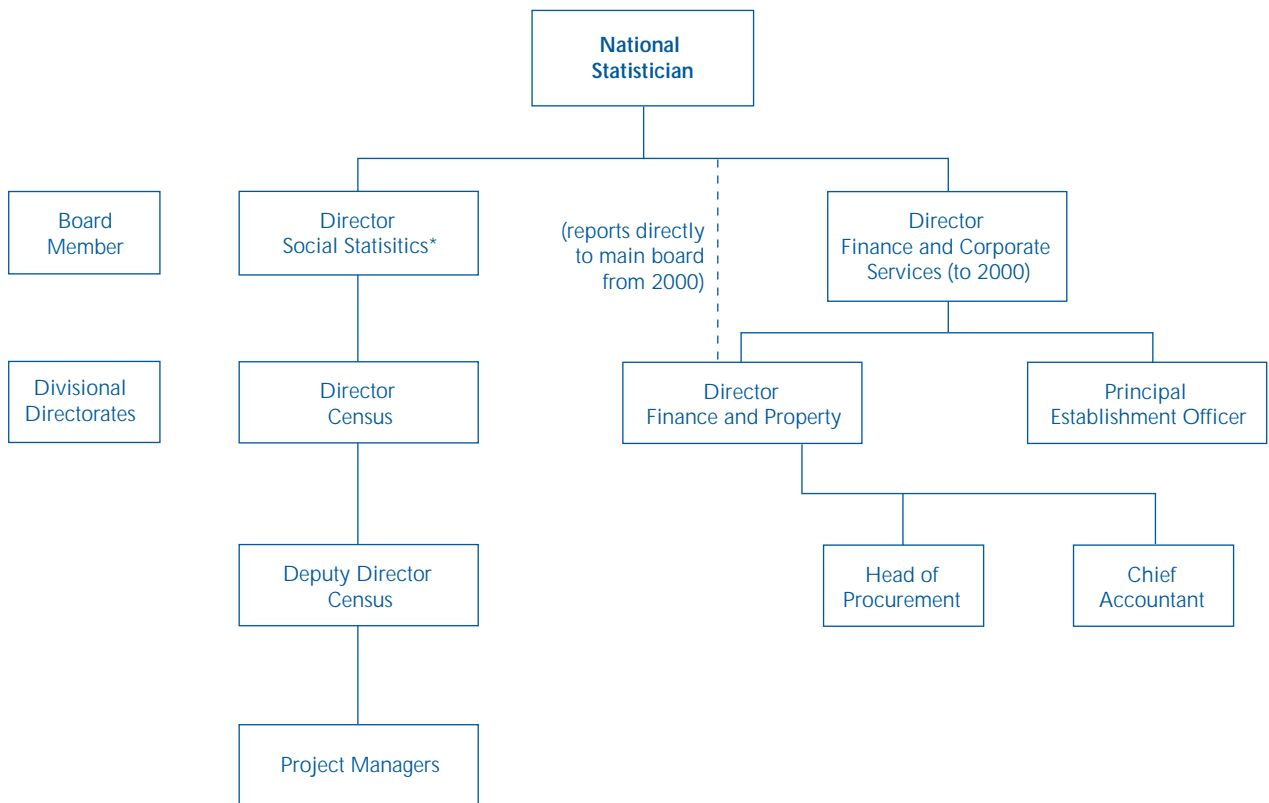 National
Statistician
Board
Member
Director
Social Statisitics*
(reports directly
to main board
from 2000)
Director
Finance and Corporate
Services (to 2000)
Divisional
Directorates
Director
Census
Director
Finance and Property
Principal
Establishment Officer
Deputy Director
Census
Head of
Procurement
Chief
Accountant
Project Managers